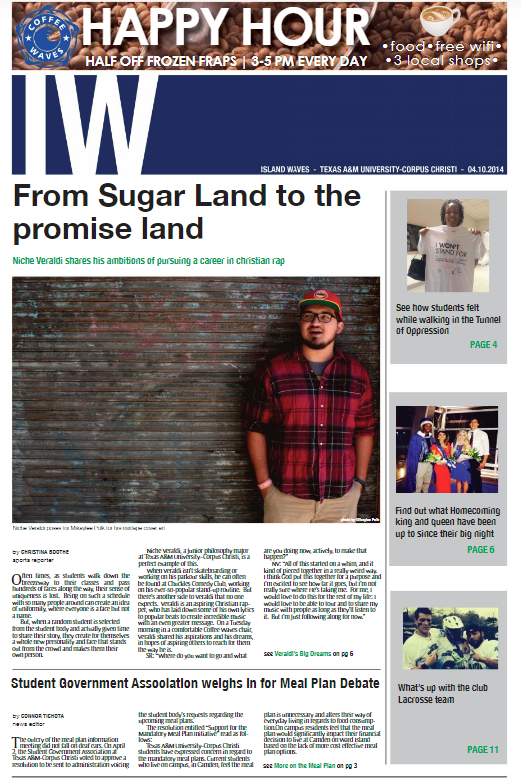 COFFEE
WAVES
HAPPY HOUR
HALF OFF FROZEN FRAPS | 3-5 PM EVERY DAY
•food•free wifi•
•3 local shops•
IW
ISLAND WAVES - TEXAS A&M UNIVERSITY-CORPUS CHRISTI - 04.10.2014
From Sugar Land to the
promise land
Niche Veraldi shares his ambitions of pursuing a career in christian rap
photo by Mikaylee Polk
Niche Veraldi poses for Mikaylee Polk for his mixtape cover art
by CHRISTINA BOOTHE
sports reporter
Often times, as students walk down the
breezeway to their classes and pass
hundreds of faces along the way, their sense of
uniqueness is lost. Being on such a schedule
with so many people around can create an idea
of uniformity, where everyone is a face but not
a name.
But, when a random student is selected
from the student body and actually given time
to share their story, they create for themselves
a whole new personality and face that stands
out from the crowd and makes them their
own person.
Niche Veraldi, a junior philosophy major
at Texas A&M University-Corpus Christi, is a
perfect example of this.
When Veraldi isn't skateboarding or
working on his parkour skills, he can often
be found at Chuckles Comedy Club, working
on his ever-so-popular stand-up routine. But
there's another side to Veraldi that no one
expects. Veraldi is an aspiring Christian rap-
per, who has laid down some of his own lyrics
to popular beats to create incredible music
with an even greater message. On a Tuesday
morning in a comfortable Coffee Waves chair,
Veraldi shared his aspirations and his dreams,
in hopes of aspiring others to reach for them
the way he is.
SR: "Where do you want to go and what
are you doing now, actively, to make that
happen?"
NV: "All of this started on a whim, and it
kind of pieced together in a really weird way.
I think God put this together for a purpose and
I'm excited to see how far it goes, but I'm not
really sure where He's taking me. For me, I
would love to do this for the rest of my life; I
would love to be able to tour and to share my
music with people as long as they'll listen to
it. But I'm just following along for now."
see Veraldi's Big Dreams on pg 6
Student Government Assoolation weighs in for Meal Plan Debate
by CONNOR TICHOTA
news editor
The outcry of the meal plan information
meeting did not fall on deaf ears. On April
2, the Student Government Association at
Texas A&M-Corpus Christi voted to approve a
resolution to be sent to administration voicing
the student body's requests regarding the
upcoming meal plans.
The resolution entitled "Support for the
Mandatory Meal Plan Initiative" read as fol-
lows:
Texas A&M University-Corpus Christi
students have expressed concern in regard to
the mandatory meal plans. Current students
who live on campus, in Camden, feel the meal
plan is unnecessary and alters their way of
everyday living in regards to food consump-
tion.On campus residents feel that the meal
plan would significantly impact their financial
decision to live at Camden on Ward Island
based on the lack of more cost effective meal
plan options.
see More on the Meal Plan on pg 3
I WON'T
STAND FOR
See how students felt
while walking in the Tunnel
of Oppression
PAGE 4
Find out what Homecoming
king and queen have been
up to since their big night
PAGE 6
What's up with the club
Lacrosse team
PAGE 11